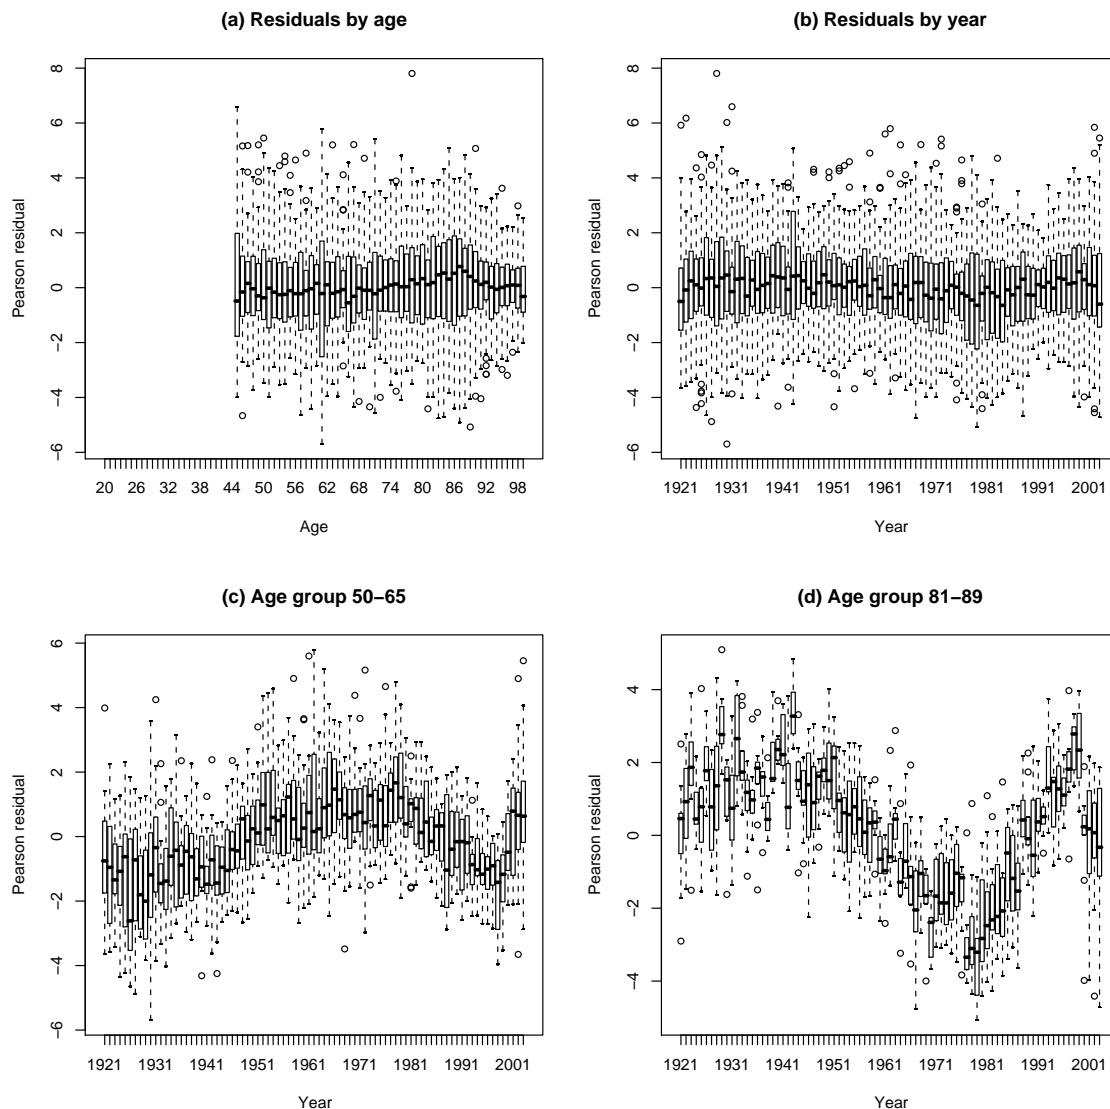 (a) Residuals by age
Pearson residual
8
6
4
2
0
−2
−4
−6
20 26 32 38 44 50 56 62 68 74 80 86 92 98
Age
(b) Residuals by year
Pearson residual
8
6
4
2
0
−2
−4
−6
1921 1931 1941 1951 1961 1971 1981 1991 2001
Year
(c) Age group 50−65
Pearson residual
6
4
2
0
−2
−4
−6
1921 1931 1941 1951 1961 1971 1981 1991 2001
Year
(d) Age group 81−89
Pearson residual
4
2
0
−2
−4
1921 1931 1941 1951 1961 1971 1981 1991 2001
Year